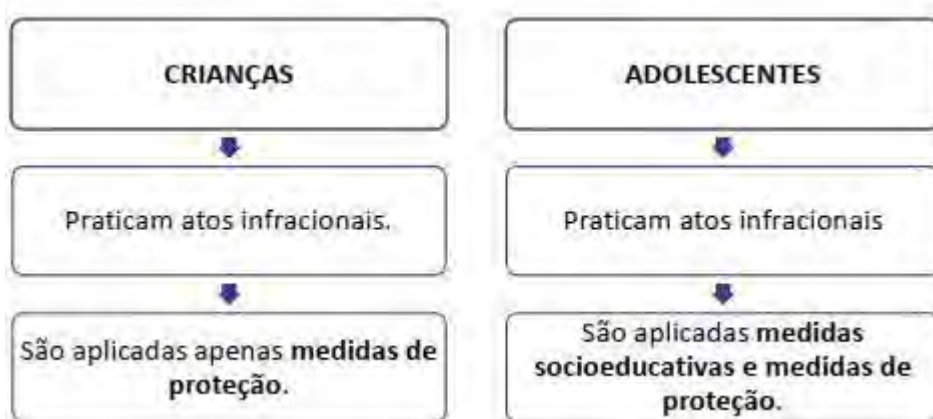 CRIANÇAS
Praticam atos infracionais.
São aplicadas apenas medidas de
proteção.
ADOLESCENTES
Praticam atos infracionais
São aplicadas medidas
socioeducativas e medidas de
proteção.